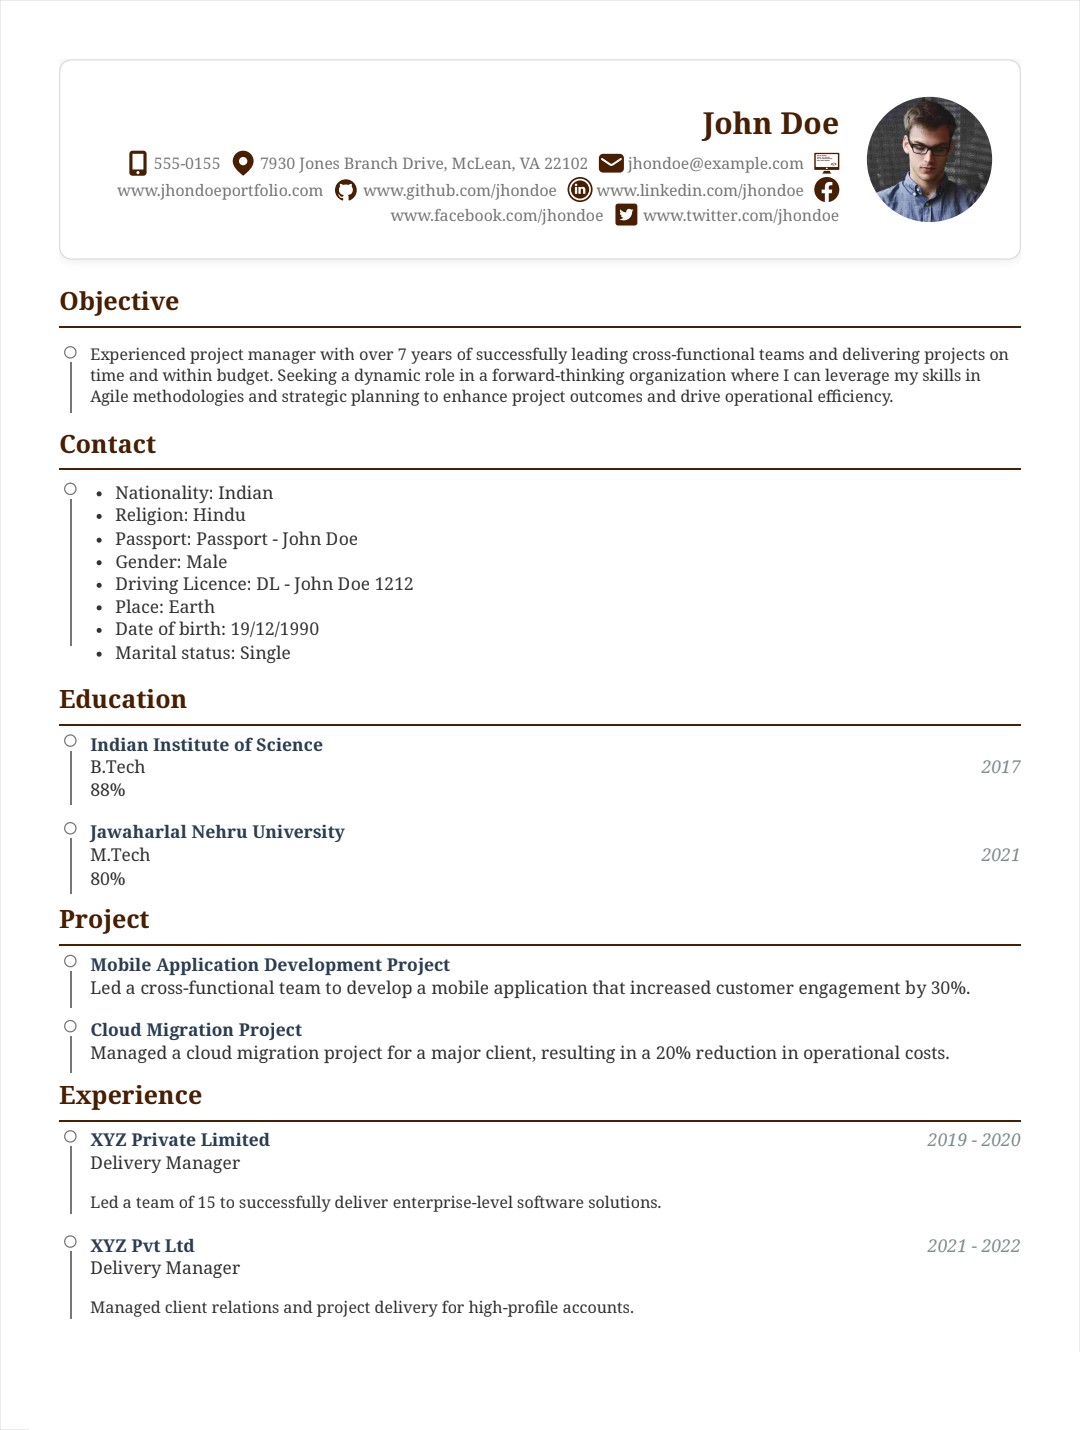 John Doe
555-0155 7930 Jones Branch Drive, McLean, VA 22102 jhondoe@example.com
www.jhondoeportfolio.com www.github.com/jhondoe www.linkedin.com/jhondoe
www.facebook.com/jhondoe www.twitter.com/jhondoe
Objective
Experienced project manager with over 7 years of successfully leading cross-functional teams and delivering projects on
time and within budget. Seeking a dynamic role in a forward-thinking organization where I can leverage my skills in
Agile methodologies and strategic planning to enhance project outcomes and drive operational efficiency.
Contact
• Nationality: Indian
• Religion: Hindu
• Passport: Passport - John Doe
• Gender: Male
• Driving Licence: DL - John Doe 1212
• Place: Earth
• Date of birth: 19/12/1990
• Marital status: Single
Education
Indian Institute of Science
B.Tech 2017
88%
Jawaharlal Nehru University
M.Tech 2021
80%
Project
Mobile Application Development Project
Led a cross-functional team to develop a mobile application that increased customer engagement by 30%.
Cloud Migration Project
Managed a cloud migration project for a major client, resulting in a 20% reduction in operational costs.
Experience
XYZ Private Limited 2019 - 2020
Delivery Manager
Led a team of 15 to successfully deliver enterprise-level software solutions.
XYZ Pvt Ltd 2021 - 2022
Delivery Manager
Managed client relations and project delivery for high-profile accounts.